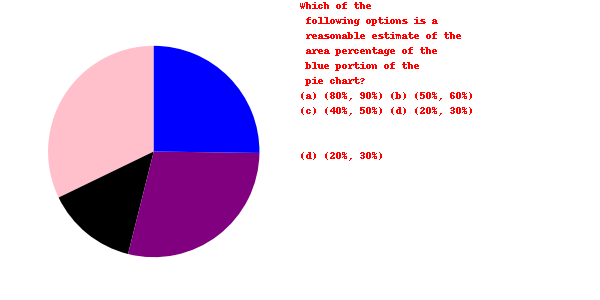 Which of the
following options is a
reasonable estimate of the
area percentage of the
blue portion of the
pie chart?
(a) (80%, 90%) (b) (50%, 60%)
(c) (40%, 50%) (d) (20%, 30%)
(d) (20%, 30%)